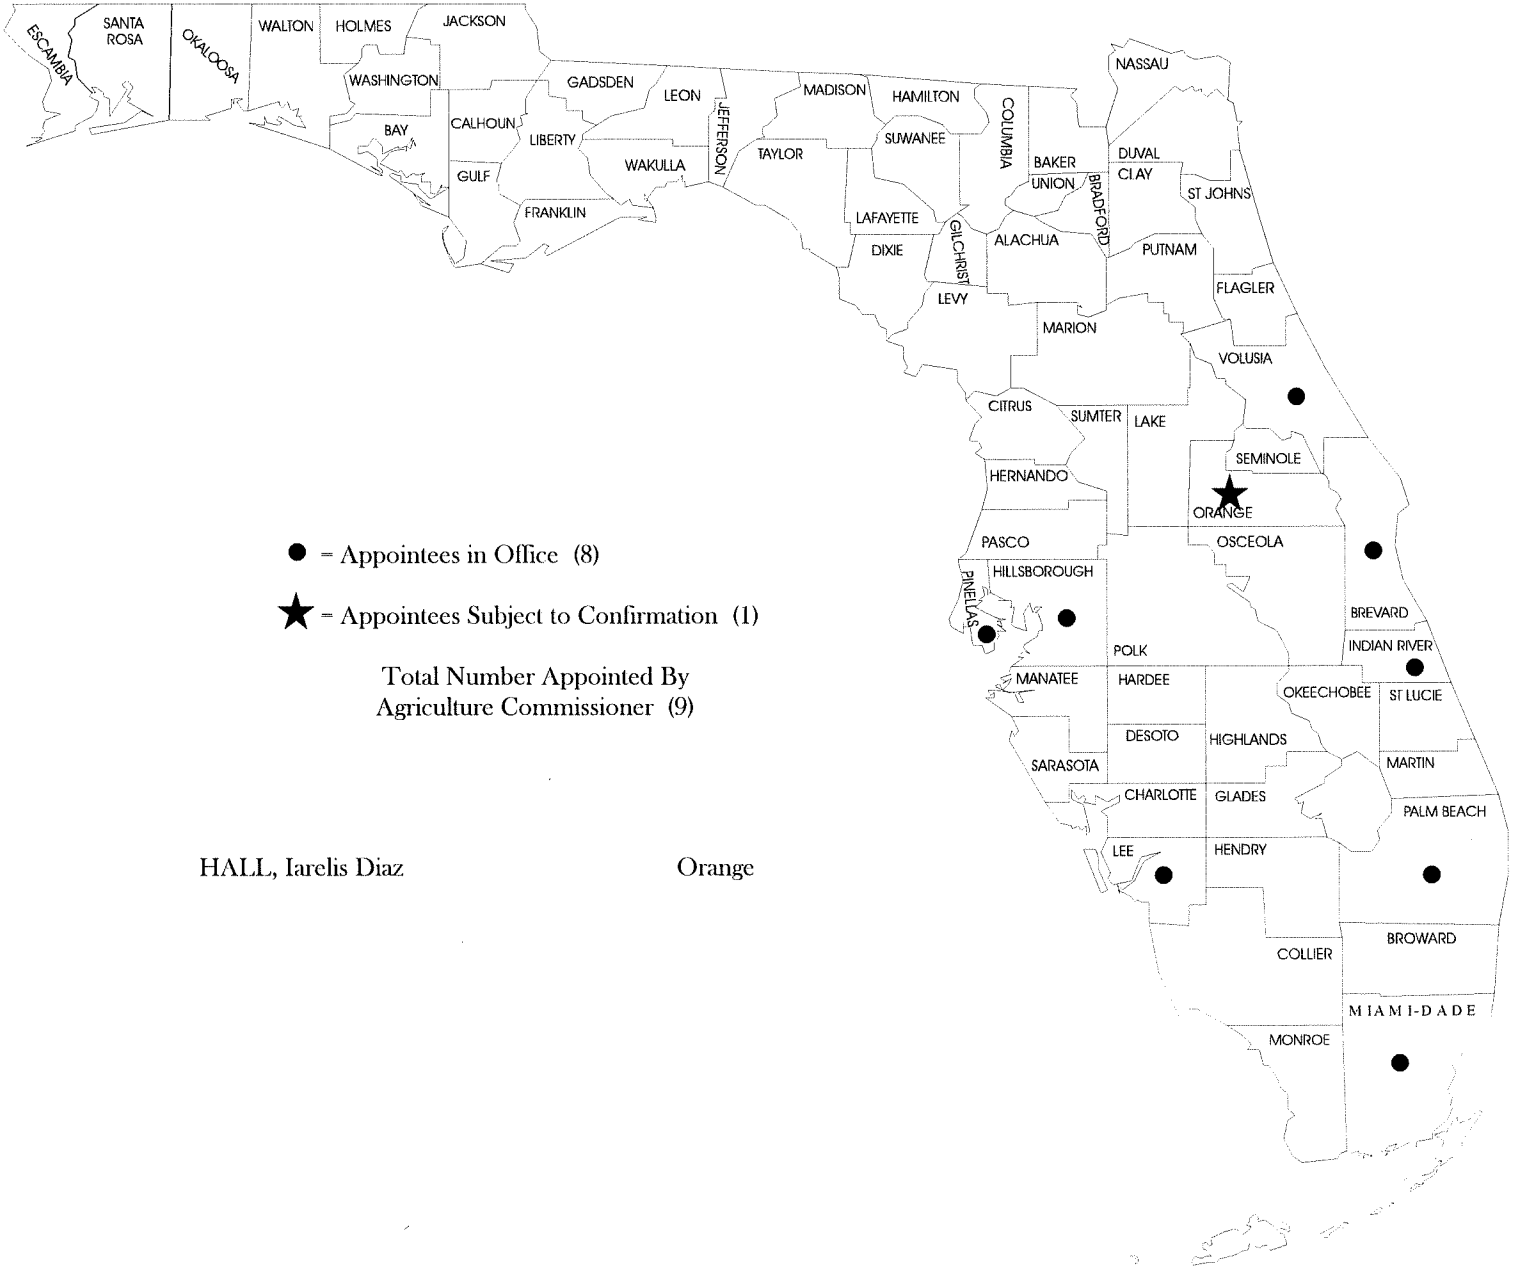 ESCAMBIA
SANTA
ROSA
OKALOOSA
WALTON
HOLMES
JACKSON
WASHINGTON
BAY
CALHOUN
GULF
GADSDEN
LIBERTY
FRANKLIN
LEON
WAKULLA
JEFFERSON
MADISON
TAYLOR
HAMILTON
SUWANEE
LAFAYETTE
DIXIE
COLUMBIA
GILCHRIST
BAKER
UNION
BRADFORD
ALACHUA
LEVY
NASSAU
DUVAL
CLAY
ST JOHNS
PUTNAM
FLAGLER
MARION
VOLUSIA
CITRUS
SUMTER
LAKE
SEMINOLE
HERNANDO
ORANGE
PASCO
OSCEOLA
PINELLAS
HILLSBOROUGH
POLK
BREVARD
INDIAN RIVER
MANATEE
HARDEE
OKEECHOBEE
ST LUCIE
DESOTO
HIGHLANDS
SARASOTA
MARTIN
CHARLOTTE
GLADES
PALM BEACH
LEE
HENDRY
COLLIER
BROWARD
MIAMI-DADE
MONROE
= Appointees in Office (8)
= Appointees Subject to Confirmation (1)
Total Number Appointed By
Agriculture Commissioner (9)
HALL, Iarelis Diaz Orange